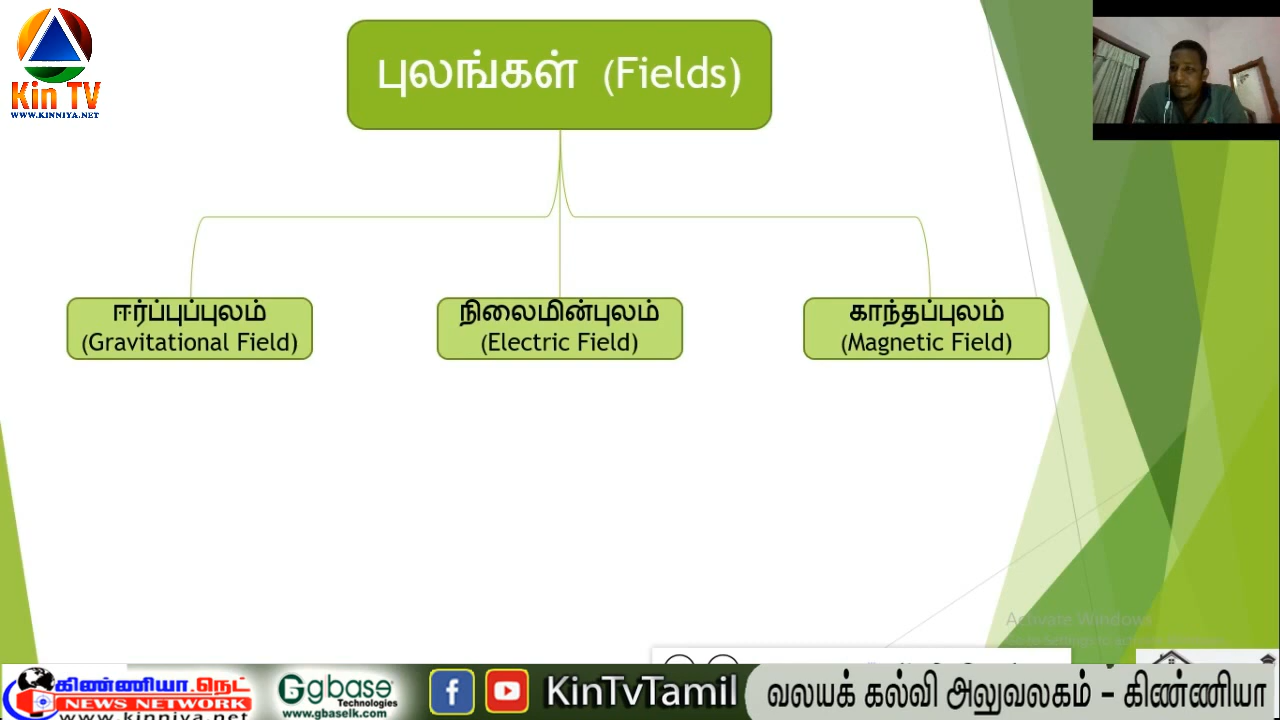 Kin TV
WWW.KINNIYA.NET
புலங்கள் (Fields)
ஈர்ப்புப்புலம்
(Gravitational Field)
நிலைமின்புலம்
(Electric Field)
காந்தப்புலம்
(Magnetic Field)
Activate Windows
கிண்ணியா.நெட்
NEWS NETWORK
www.kinniya.net
Ggbase
Technologies
www.gbaselk.com
KinTvTamil
வலயக் கல்வி அலுவலகம் - கிண்ணியா